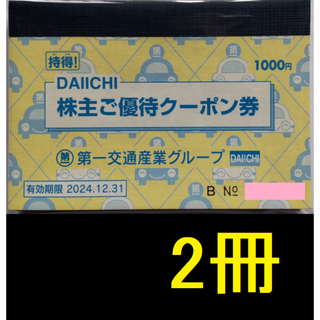 持得!
1000円
DAIICHI
株主ご優待クーポン券
第 第一交通産業グループ DAIICHI
有効期限 2024.12.31
B №
2冊